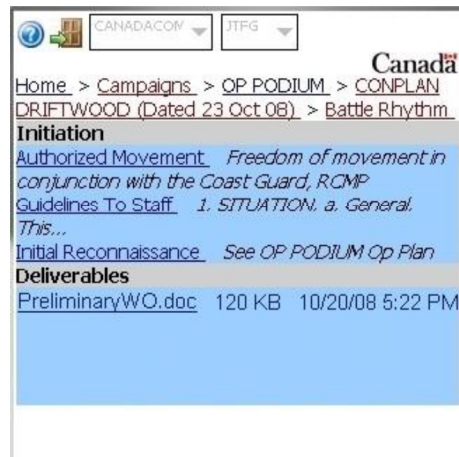 CANADACOM JTFG
Canada
Home > Campaigns > OP PODIUM > CONPLAN
DRIFTWOOD (Dated 23 Oct 08) > Battle Rhythm
Initiation
Authorized Movement Freedom of movement in
conjunction with the Coast Guard, RCMP
Guidelines To Staff 1. SITUATION. a. General.
This...
Initial Reconnaissance See OP PODIUM Op Plan
Deliverables
PreliminaryWO.doc 120 KB 10/20/08 5:22 PM